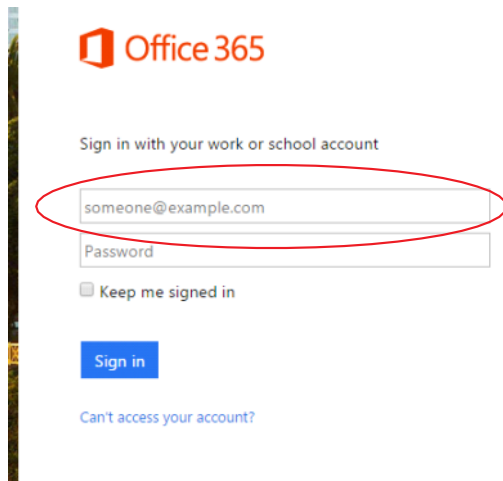 Office 365
Sign in with your work or school account
someone@example.com
Password
Keep me signed in
Sign in
Can't access your account?